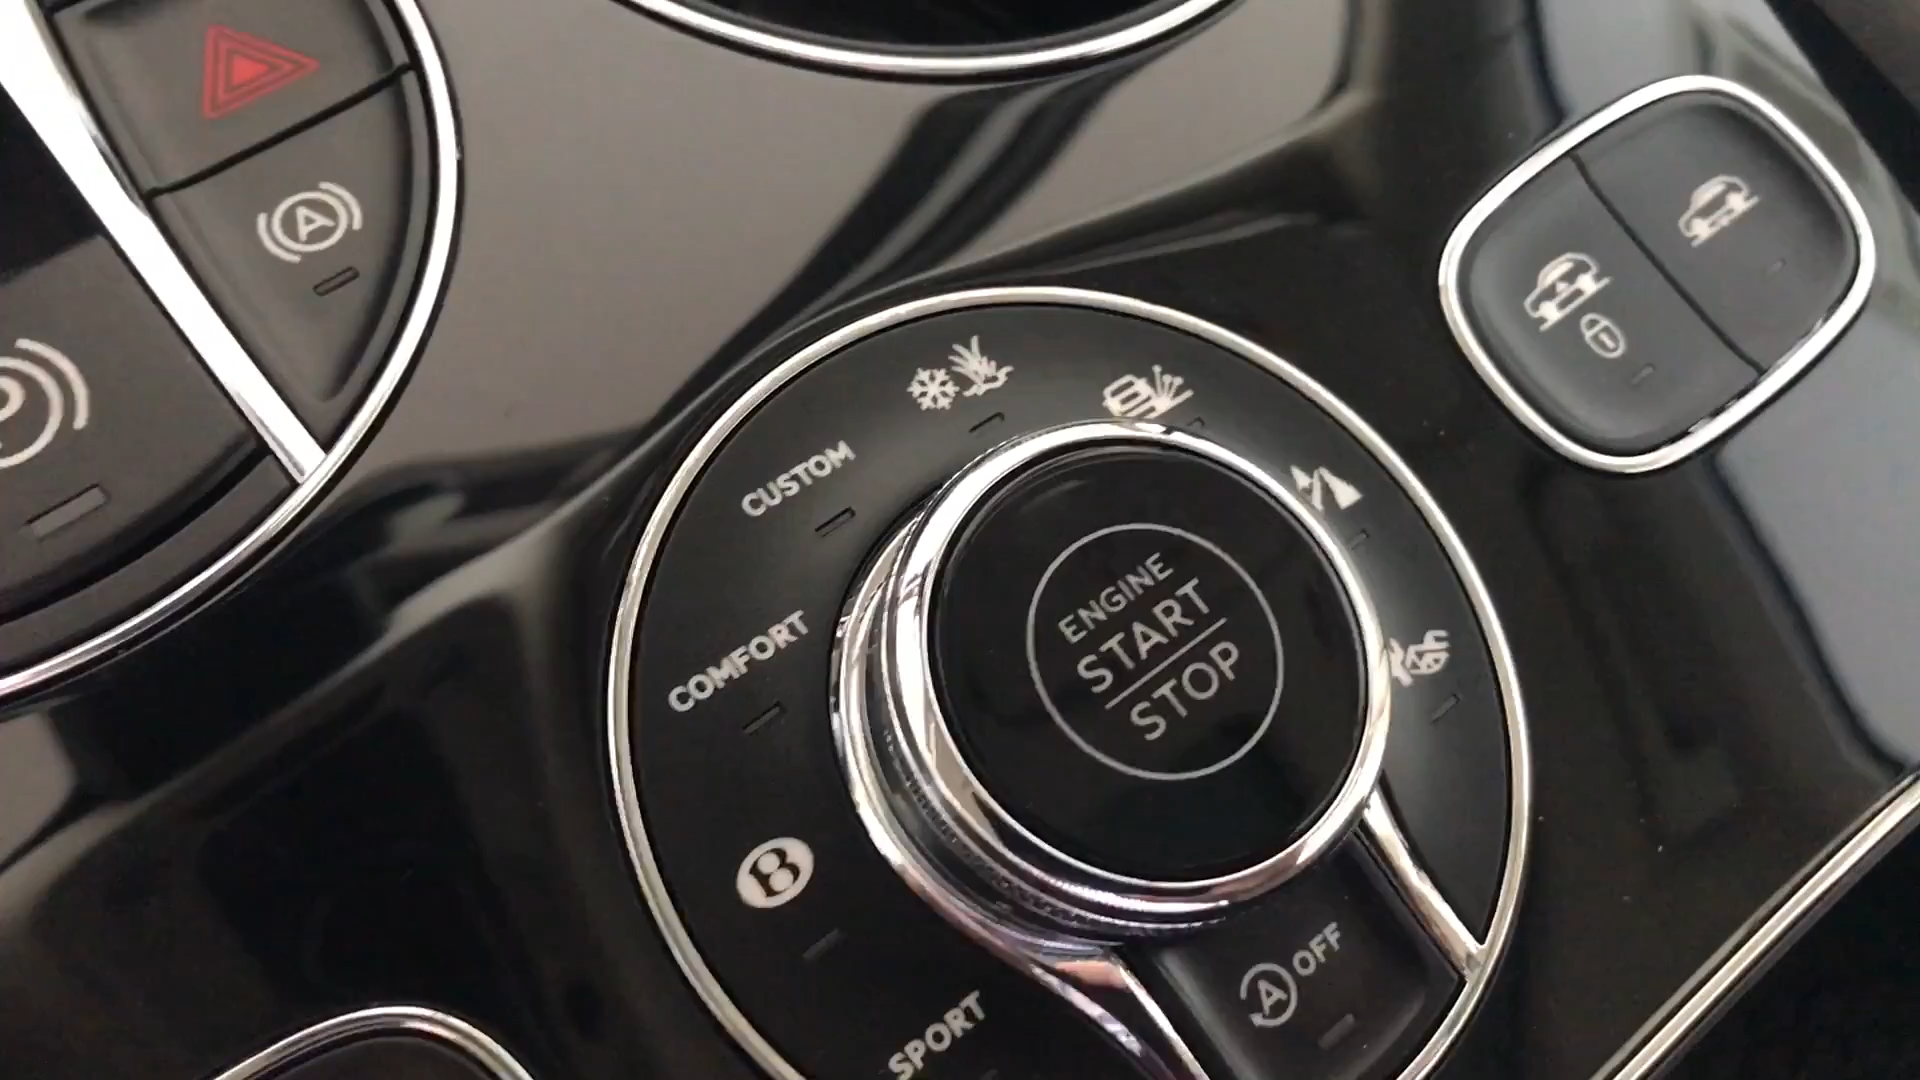 A
P
CUSTOM
COMFORT
B
SPORT
ENGINE
START
STOP
A OFF